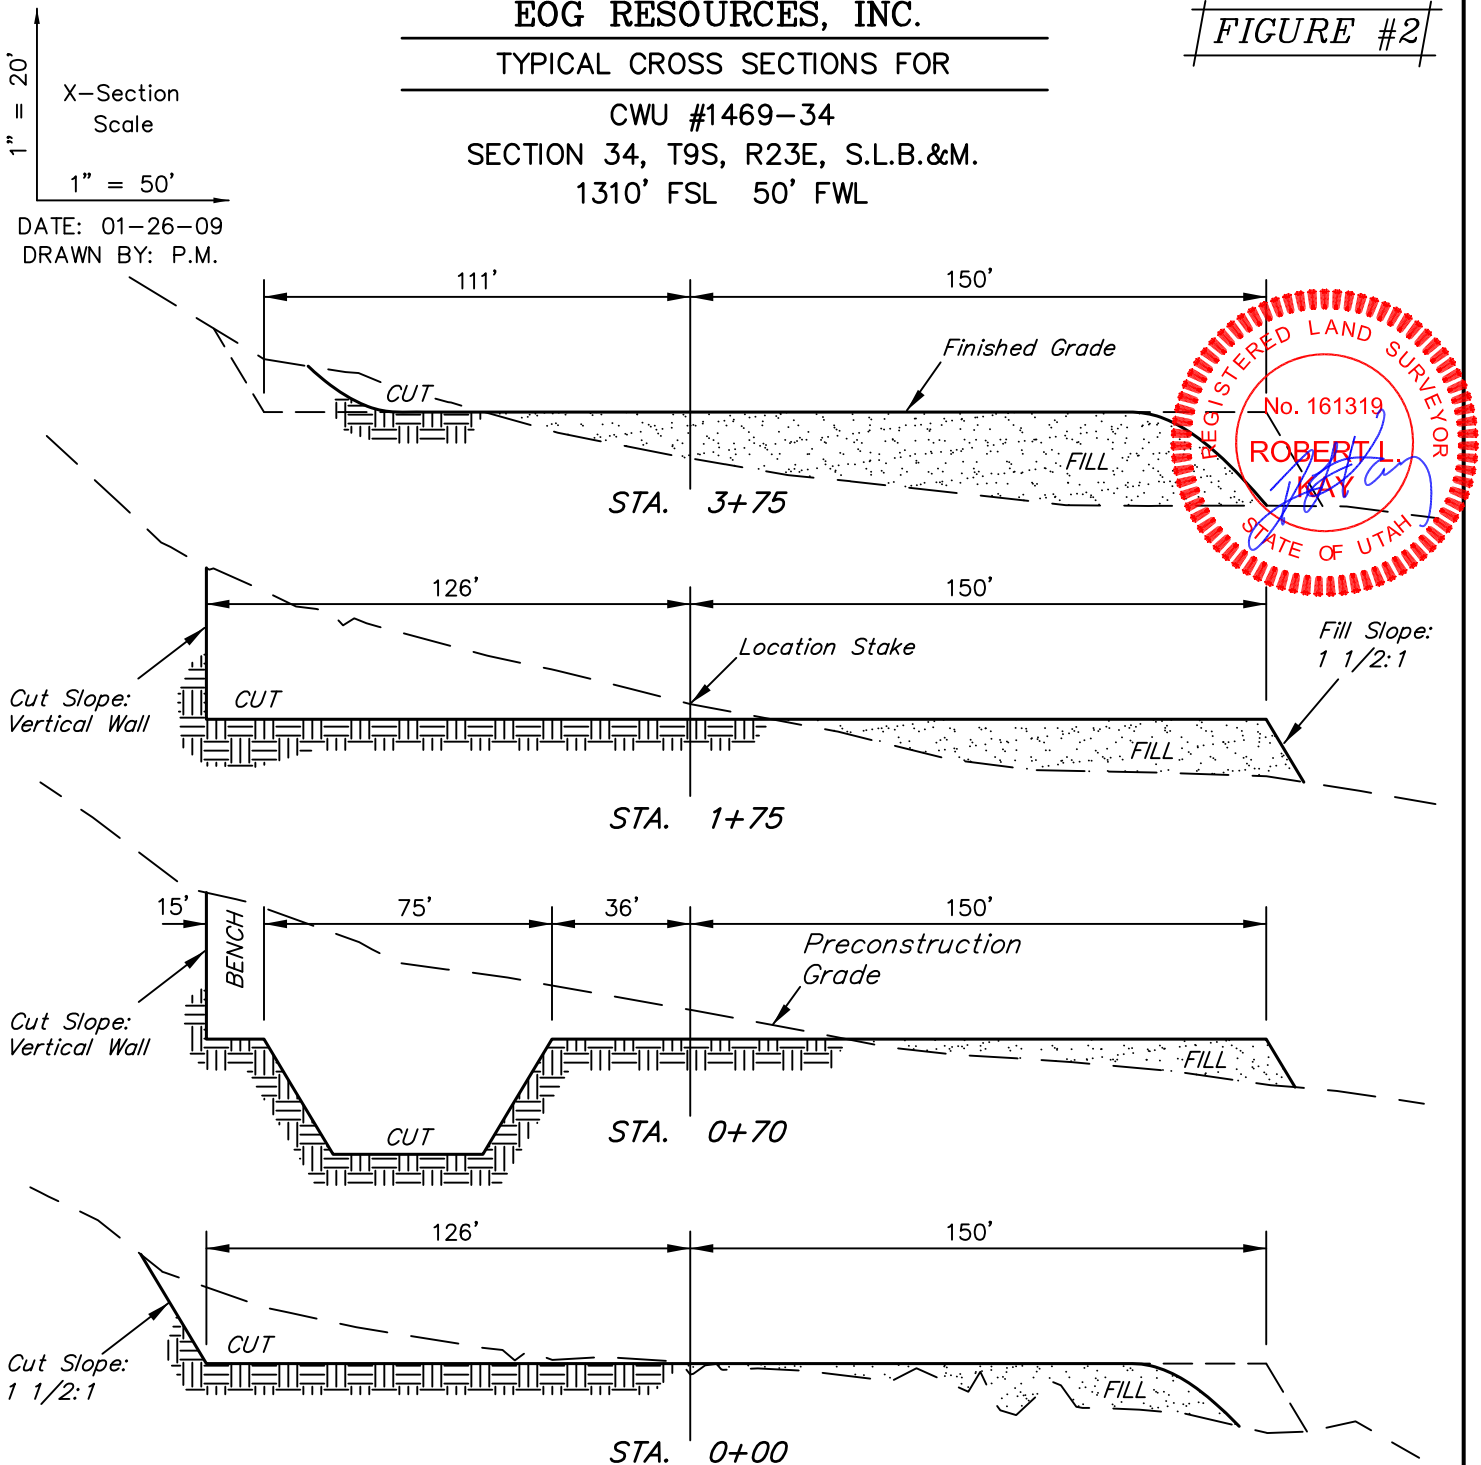 EOG RESOURCES, INC.
TYPICAL CROSS SECTIONS FOR
CWU #1469-34
SECTION 34, T9S, R23E, S.L.B.&M.
1310' FSL 50' FWL
FIGURE #2
1" = 20'
X-Section
Scale
1" = 50'
DATE: 01-26-09
DRAWN BY: P.M.
111'
150'
Finished Grade
CUT
FILL
STA. 3+75
REGISTERED LAND SURVEYOR
No. 161319
ROBERT L.
KAY
STATE OF UTAH
126'
150'
Location Stake
Fill Slope:
1 1/2:1
Cut Slope:
Vertical Wall
CUT
FILL
STA. 1+75
15'
BENCH
75'
36'
150'
Preconstruction
Grade
Cut Slope:
Vertical Wall
CUT
FILL
STA. 0+70
126'
150'
CUT
Cut Slope:
1 1/2:1
FILL
STA. 0+00